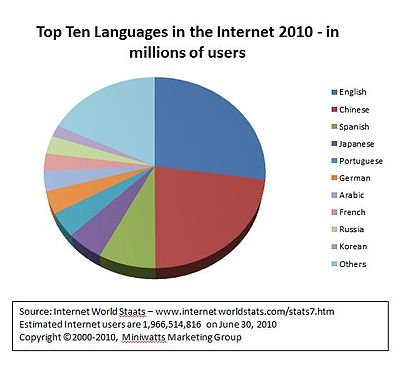 Top Ten Languages in the Internet 2010 - in
millions of users
English
Chinese
Spanish
Japanese
Portuguese
German
Arabic
French
Russia
Korean
Others
Source: Internet World Staats – www.internetworldstats.com/stats7.htm
Estimated Internet users are 1,966,514,816 on June 30, 2010
Copyright ©2000-2010, Miniwatts Marketing Group